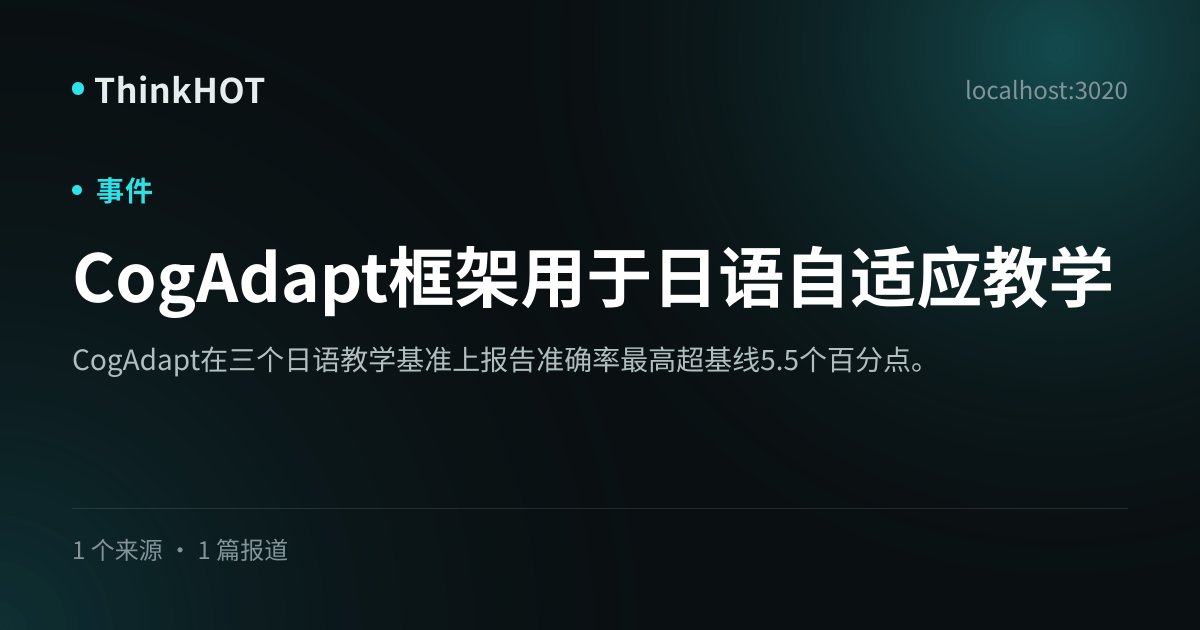 ThinkHOT
localhost:3020
事件
CogAdapt框架用于日语自适应教学
CogAdapt在三个日语教学基准上报告准确率最高超基线5.5个百分点。
1 个来源 · 1 篇报道